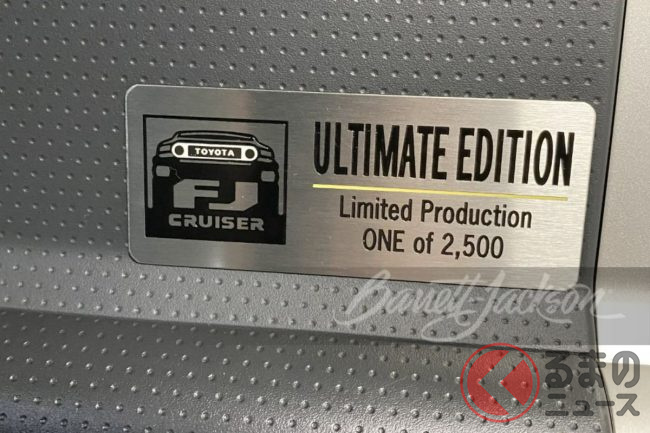 TOYOTA
FJ
CRUISER
ULTIMATE EDITION
Limited Production
ONE of 2,500
Barrett-Jackson
くるまの
ニュース